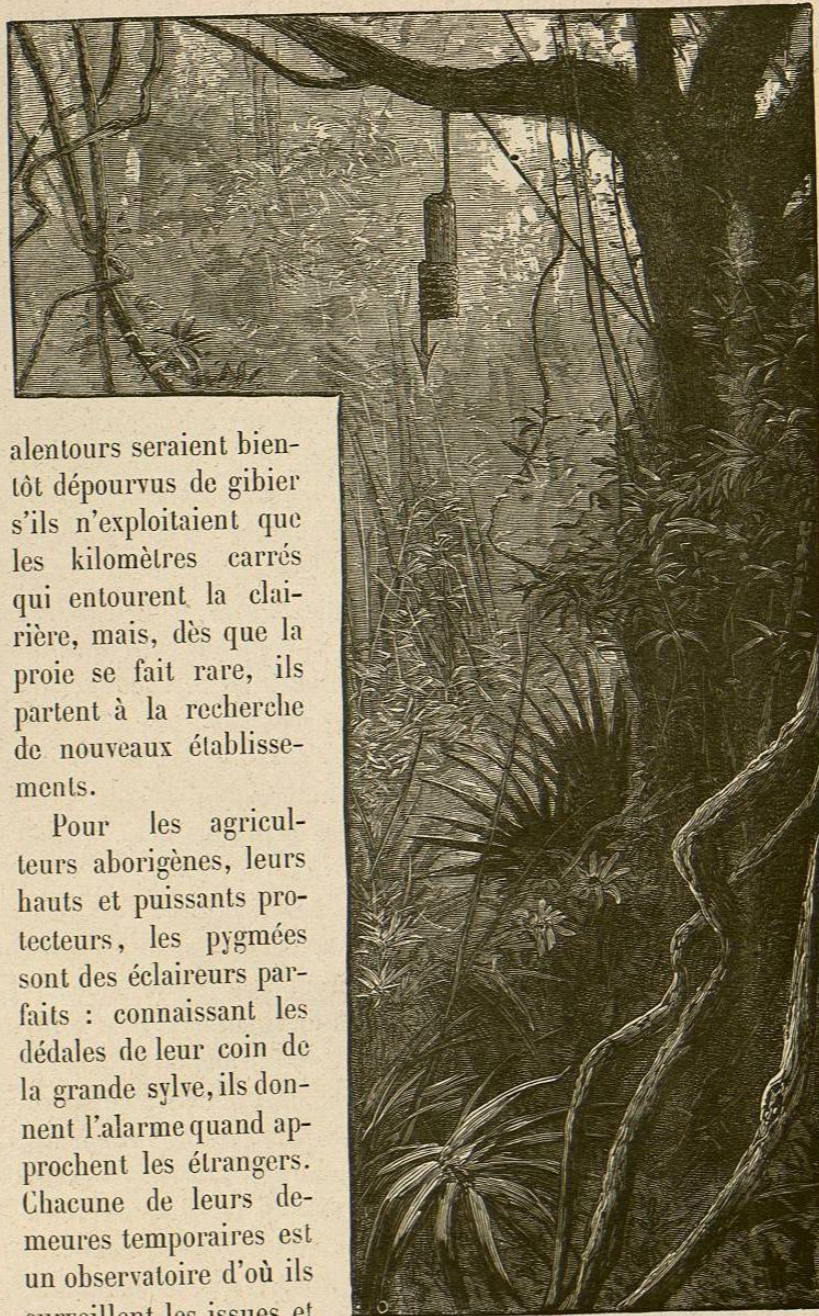 alentours seraient bien-
tôt dépourvus de gibier
s'ils n'exploitaient que
les kilomètres carrés
qui entourent la clai-
rière, mais, dès que la
proie se fait rare, ils
partent à la recherche
de nouveaux établisse-
ments.
Pour les agricul-
teurs aborigènes, leurs
hauts et puissants pro-
tecteurs, les pygmées
sont des éclaireurs par-
faits : connaissant les
dédales de leur coin de
la grande sylve, ils don-
nent l'alarme quand ap-
prochent les étrangers.
Chacune de leurs de-
meures temporaires est
un observatoire d'où ils
surveillent les issues et